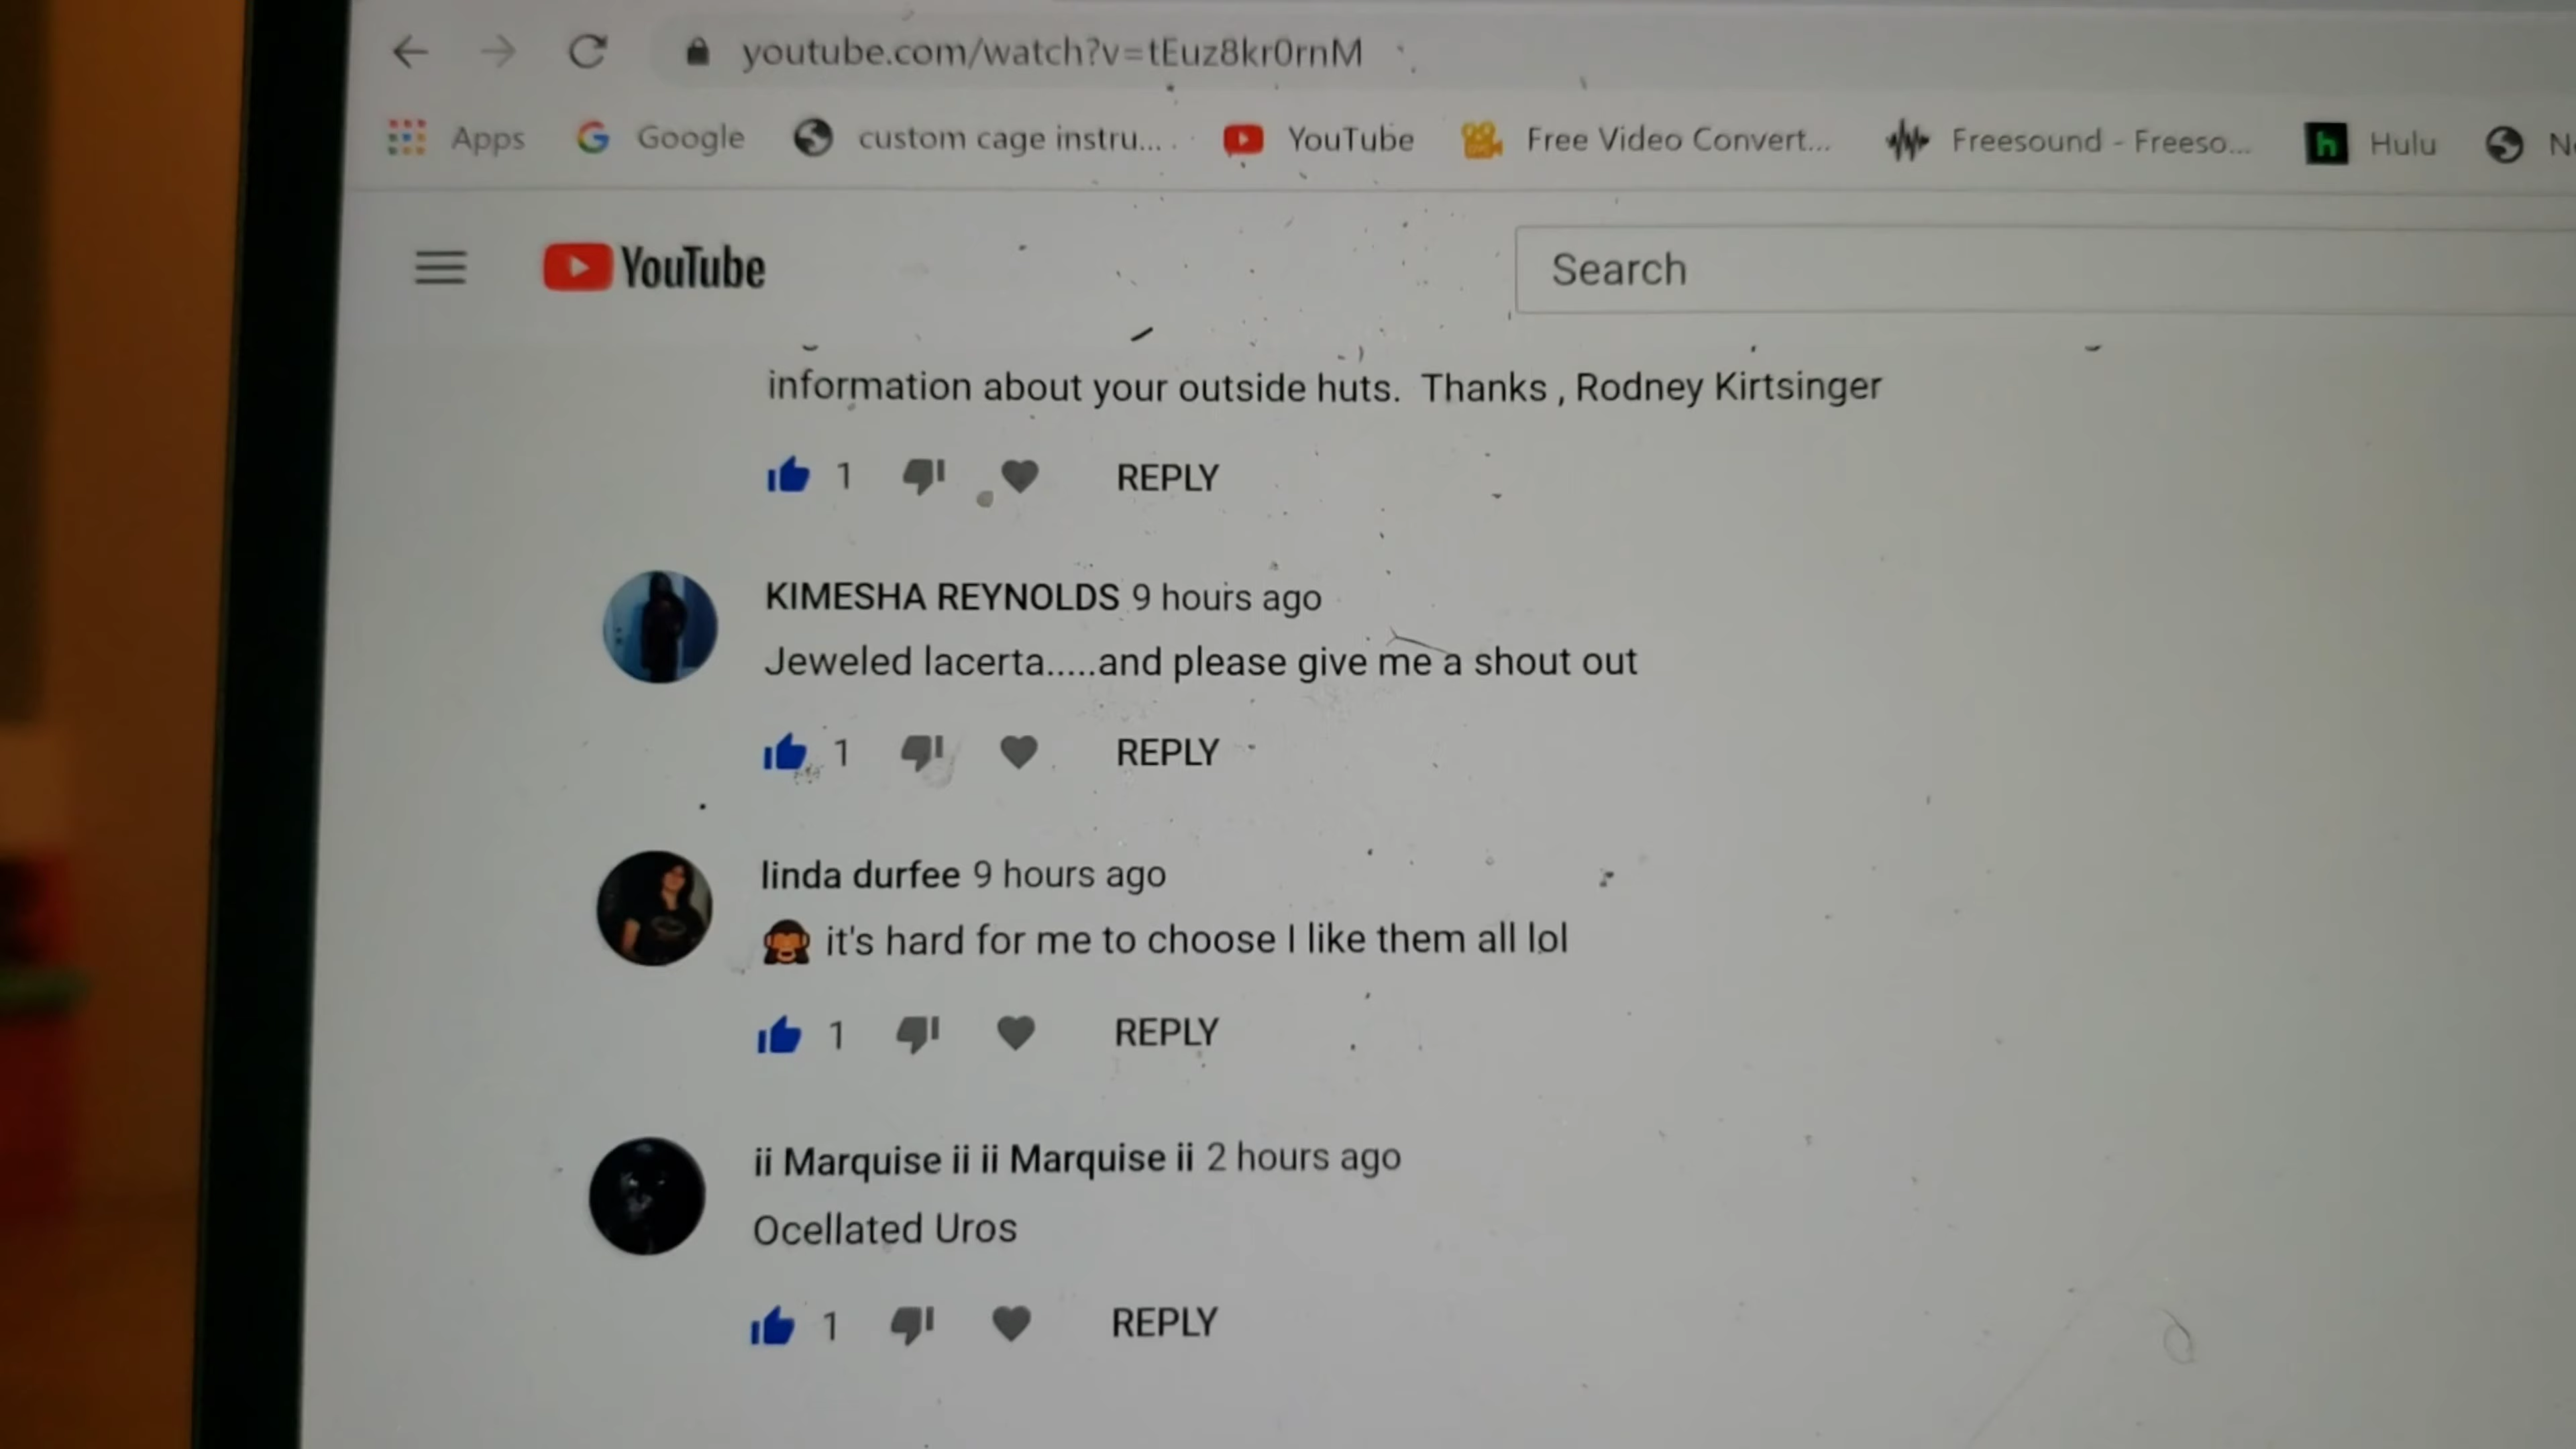 youtube.com/watch?v=tEuz8kr0rnM
Apps Google custom cage instru... YouTube Free Video Convert... Freesound - Freeso... Hulu
YouTube Search
information about your outside huts. Thanks , Rodney Kirtsinger
1 REPLY
KIMESHA REYNOLDS 9 hours ago
Jeweled lacerta.....and please give me a shout out
1 REPLY
linda durfee 9 hours ago
🙉 it's hard for me to choose I like them all lol
1 REPLY
ii Marquise ii ii Marquise ii 2 hours ago
Ocellated Uros
1 REPLY